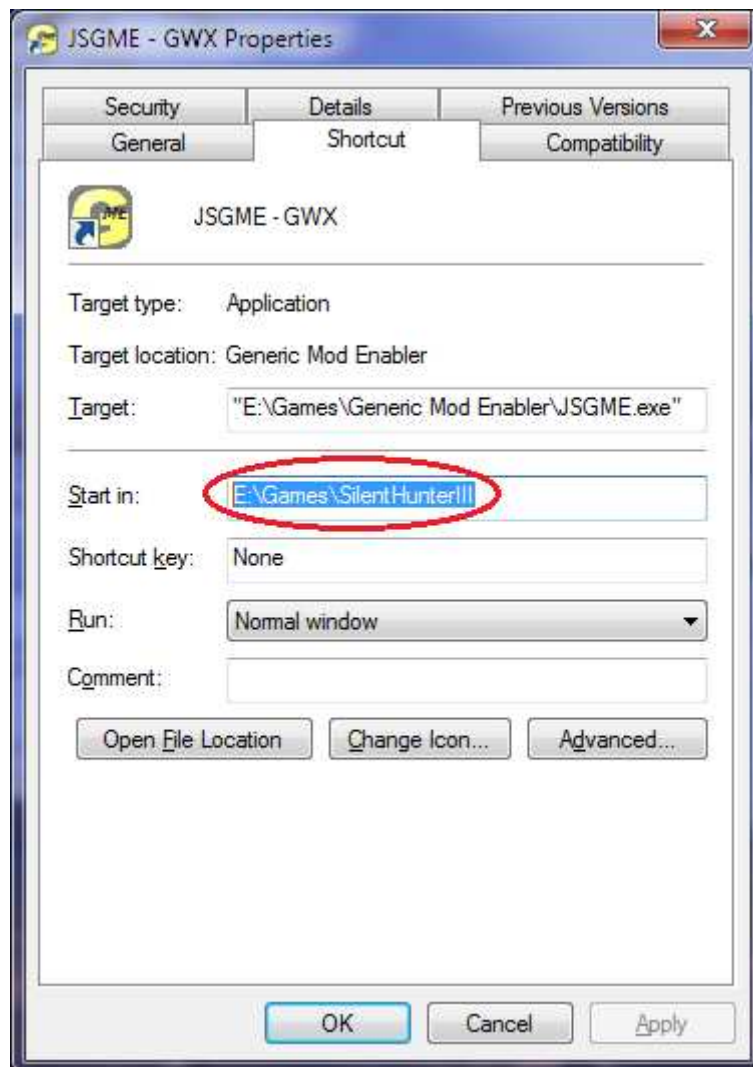 JSGME - GWX Properties
Security Details Previous Versions
General Shortcut Compatibility
ME
JSGME - GWX
Target type: Application
Target location: Generic Mod Enabler
Target: "E:\Games\Generic Mod Enabler\JSGME.exe"
Start in: E:\Games\SilentHunterIII
Shortcut key: None
Run: Normal window
Comment:
Open File Location Change Icon... Advanced...
OK Cancel Apply